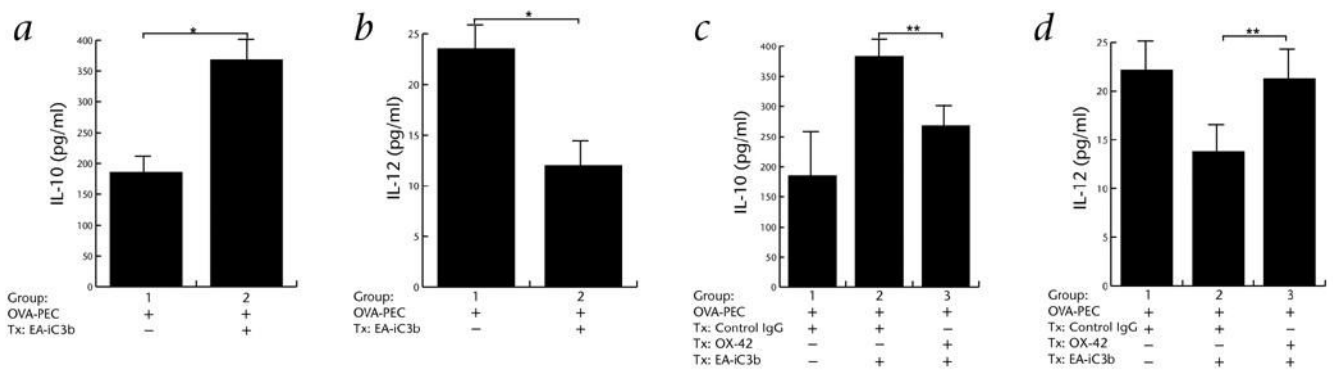 a
*
400
350
300
250
200
150
100
50
0
IL-10 (pg/ml)
Group: 1 2
OVA-PEC + +
Tx: EA-iC3b – +
b
*
25
20
15
10
5
0
IL-12 (pg/ml)
Group: 1 2
OVA-PEC + +
Tx: EA-iC3b – +
c
**
400
350
300
250
200
150
100
50
0
IL-10 (pg/ml)
Group: 1 2 3
OVA-PEC + + +
Tx: Control IgG + + –
Tx: OX-42 – – +
Tx: EA-iC3b – + +
d
**
25
20
15
10
5
0
IL-12 (pg/ml)
Group: 1 2 3
OVA-PEC + + +
Tx: Control IgG + + –
Tx: OX-42 – – +
Tx: EA-iC3b – + +